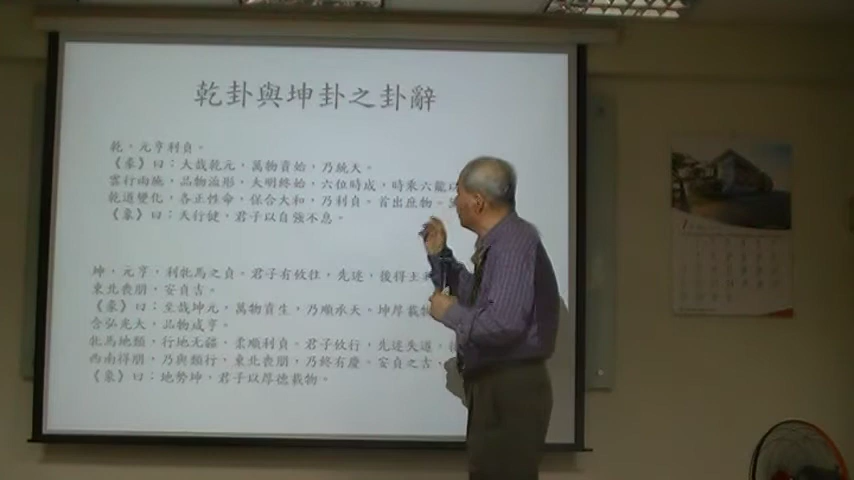 乾卦與坤卦之卦辭
乾，元亨利貞。
《彖》曰：大哉乾元，萬物資始，乃統天。
雲行雨施，品物流形，大明終始，六位時成，時乘六龍以
乾道變化，各正性命，保合大和，乃利貞。首出庶物。
《象》曰：天行健，君子以自強不息。
坤，元亨，利牝馬之貞。君子有攸往，先迷，後得主
東北喪朋，安貞吉。
《彖》曰：至哉坤元，萬物資生，乃順承天。坤厚載物
含弘光大，品物咸亨。
牝馬地類，行地无疆，柔順利貞。君子攸行，先迷失道，
西南得朋，乃與類行，東北喪朋，乃終有慶。安貞之吉
《象》曰：地勢坤，君子以厚德載物。